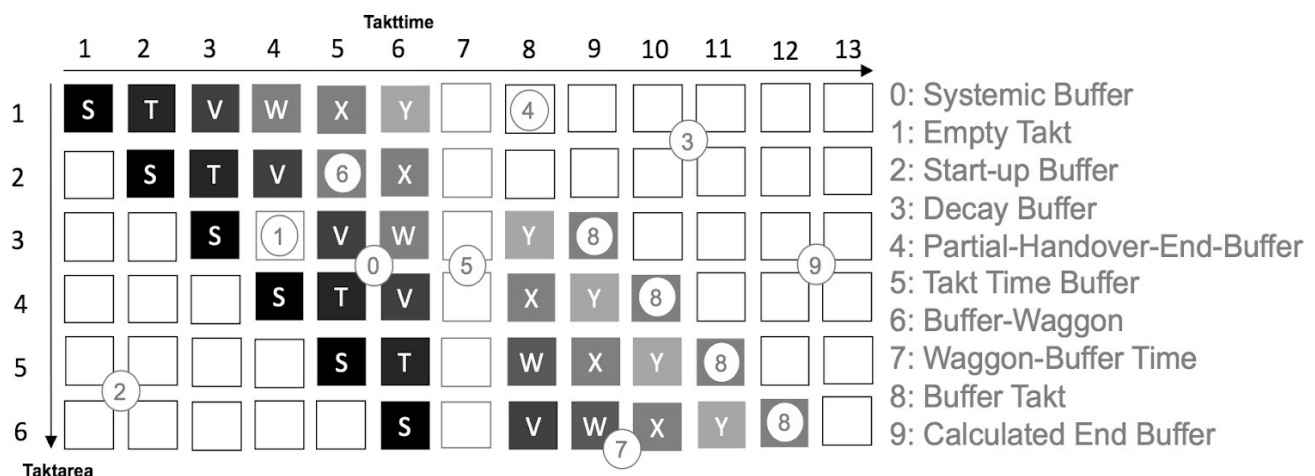 Takttime
1 2 3 4 5 6 7 8 9 10 11 12 13
1 S T V W X Y 4
3
2 S T V 6 X
3 S 1 V W Y 8
0 5 9
4 S T V X Y 8
5 S T W X Y 8
2
6 S V W X Y 8
7
Taktarea
0: Systemic Buffer
1: Empty Takt
2: Start-up Buffer
3: Decay Buffer
4: Partial-Handover-End-Buffer
5: Takt Time Buffer
6: Buffer-Waggon
7: Waggon-Buffer Time
8: Buffer Takt
9: Calculated End Buffer